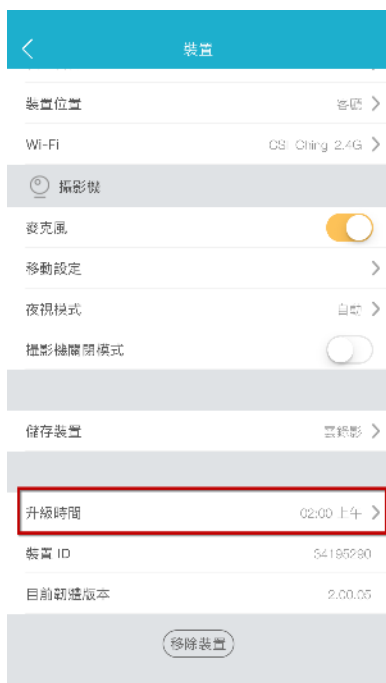 裝置
裝置位置 客廳
Wi-Fi CSI Ching 2.4G
攝影機
麥克風
移動設定
夜視模式 自動
攝影機關閉模式
儲存裝置 雲錄影
升級時間 02:00 上午
裝置 ID 34195290
目前韌體版本 2.00.05
移除裝置